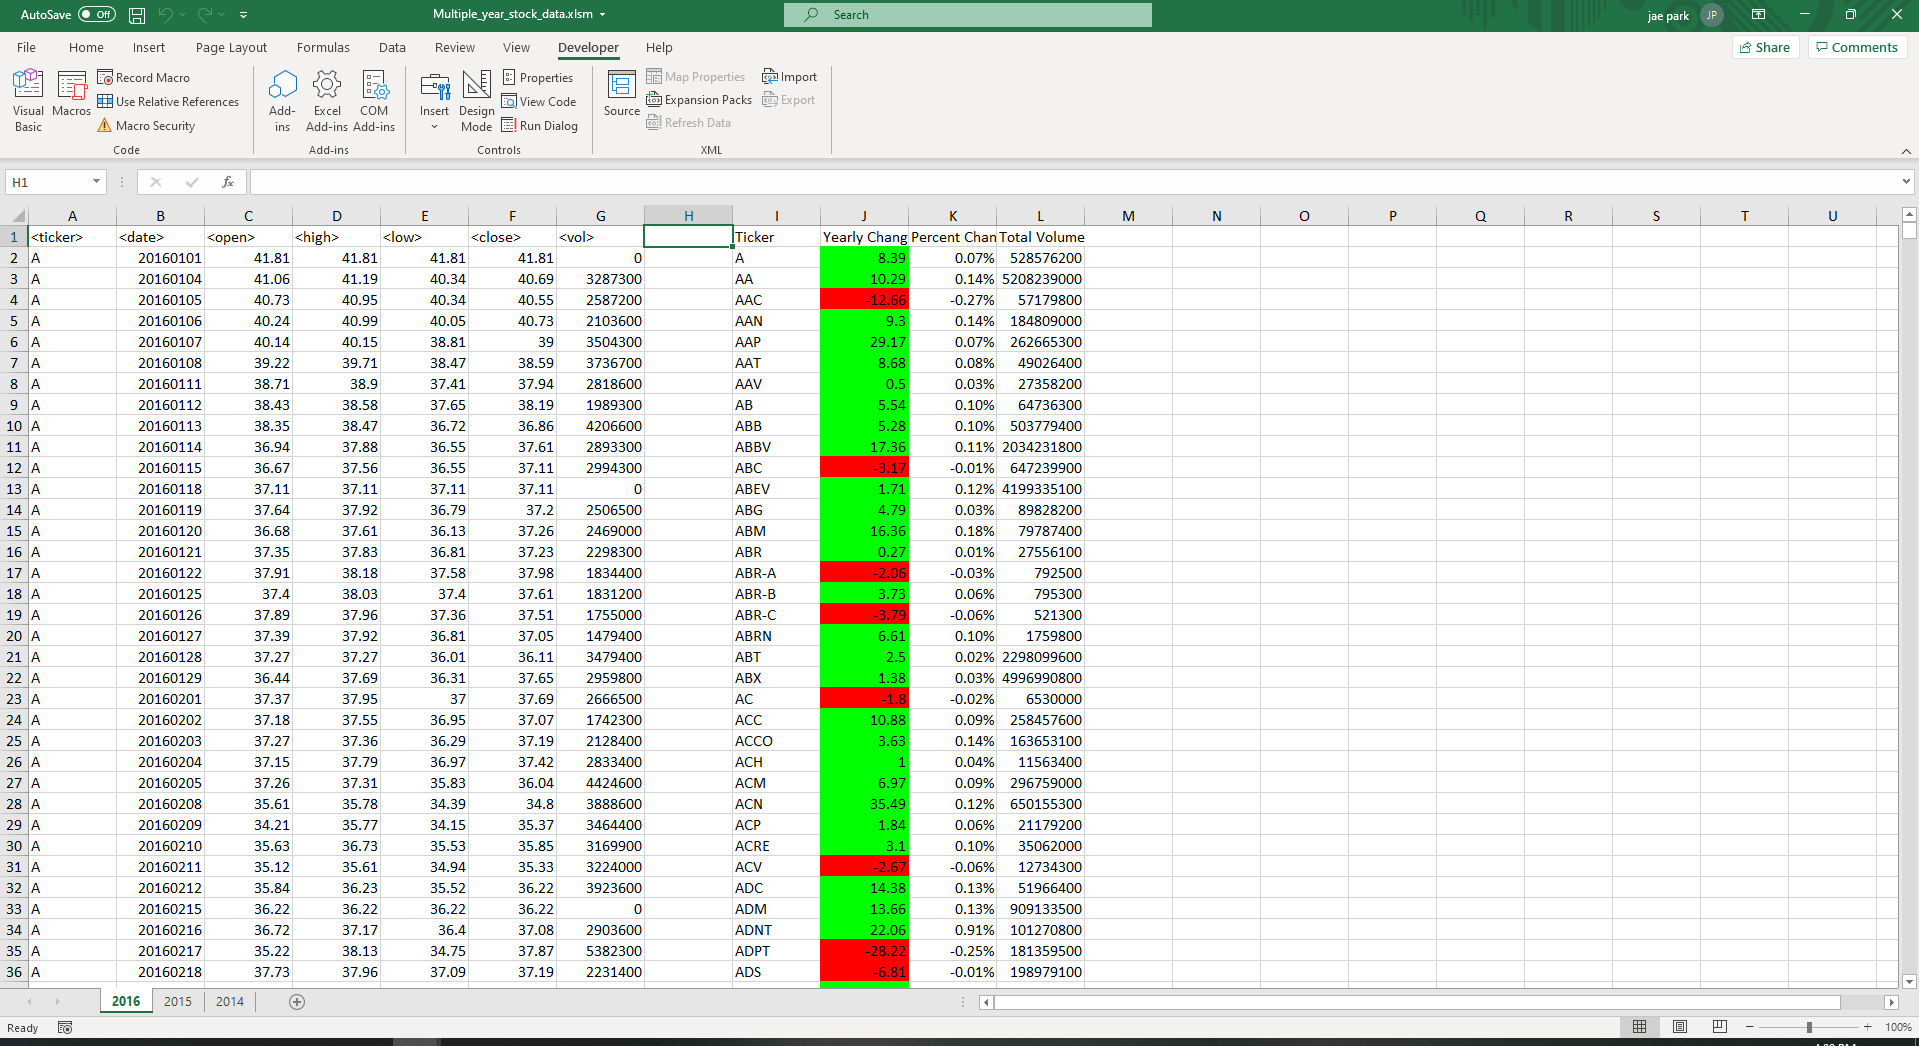 AutoSave Off Multiple_year_stock_data.xlsm Search jae park JP
File Home Insert Page Layout Formulas Data Review View Developer Help Share Comments
Visual Basic Macros Record Macro Use Relative References Macro Security
Add-ins Excel Add-ins COM Add-ins
Insert Design Mode Properties View Code Run Dialog
Source Map Properties Expansion Packs Refresh Data Import Export
Code Add-ins Controls XML
H1 fx
A B C D E F G H I J K L M N O P Q R S T U
1 <ticker> <date> <open> <high> <low> <close> <vol> Ticker Yearly Chang Percent Chan Total Volume
2 A 20160101 41.81 41.81 41.81 41.81 0 A 8.39 0.07% 528576200
3 A 20160104 41.06 41.19 40.34 40.69 3287300 AA 10.29 0.14% 5208239000
4 A 20160105 40.73 40.95 40.34 40.55 2587200 AAC -12.66 -0.27% 57179800
5 A 20160106 40.24 40.99 40.05 40.73 2103600 AAN 9.3 0.14% 184809000
6 A 20160107 40.14 40.15 38.81 39 3504300 AAP 29.17 0.07% 262665300
7 A 20160108 39.22 39.71 38.47 38.59 3736700 AAT 8.68 0.08% 49026400
8 A 20160111 38.71 38.9 37.41 37.94 2818600 AAV 0.5 0.03% 27358200
9 A 20160112 38.43 38.58 37.65 38.19 1989300 AB 5.54 0.10% 64736300
10 A 20160113 38.35 38.47 36.72 36.86 4206600 ABB 5.28 0.10% 503779400
11 A 20160114 36.94 37.88 36.55 37.61 2893300 ABBV 17.36 0.11% 2034231800
12 A 20160115 36.67 37.56 36.55 37.11 2994300 ABC -3.17 -0.01% 647239900
13 A 20160118 37.11 37.11 37.11 37.11 0 ABEV 1.71 0.12% 4199335100
14 A 20160119 37.64 37.92 36.79 37.2 2506500 ABG 4.79 0.03% 89828200
15 A 20160120 36.68 37.61 36.13 37.26 2469000 ABM 16.36 0.18% 79787400
16 A 20160121 37.35 37.83 36.81 37.23 2298300 ABR 0.27 0.01% 27556100
17 A 20160122 37.91 38.18 37.58 37.98 1834400 ABR-A -2.06 -0.03% 792500
18 A 20160125 37.4 38.03 37.4 37.61 1831200 ABR-B 3.73 0.06% 795300
19 A 20160126 37.89 37.96 37.36 37.51 1755000 ABR-C -3.79 -0.06% 521300
20 A 20160127 37.39 37.92 36.81 37.05 1479400 ABRN 6.61 0.10% 1759800
21 A 20160128 37.27 37.27 36.01 36.11 3479400 ABT 2.5 0.02% 2298099600
22 A 20160129 36.44 37.69 36.31 37.65 2959800 ABX 1.38 0.03% 4996990800
23 A 20160201 37.37 37.95 37 37.69 2666500 AC -1.8 -0.02% 6530000
24 A 20160202 37.18 37.55 36.95 37.07 1742300 ACC 10.88 0.09% 258457600
25 A 20160203 37.27 37.36 36.29 37.19 2128400 ACCO 3.63 0.14% 163653100
26 A 20160204 37.15 37.79 36.97 37.42 2833400 ACH 1 0.04% 11563400
27 A 20160205 37.26 37.31 35.83 36.04 4424600 ACM 6.97 0.09% 296759000
28 A 20160208 35.61 35.78 34.39 34.8 3888600 ACN 35.49 0.12% 650155300
29 A 20160209 34.21 35.77 34.15 35.37 3464400 ACP 1.84 0.06% 21179200
30 A 20160210 35.63 36.73 35.53 35.85 3169900 ACRE 3.1 0.10% 35062000
31 A 20160211 35.12 35.61 34.94 35.33 3224000 ACV -2.67 -0.06% 12734300
32 A 20160212 35.84 36.23 35.52 36.22 3923600 ADC 14.38 0.13% 51966400
33 A 20160215 36.22 36.22 36.22 36.22 0 ADM 13.66 0.13% 909133500
34 A 20160216 36.72 37.17 36.4 37.08 2903600 ADNT 22.06 0.91% 101270800
35 A 20160217 35.22 38.13 34.75 37.87 5382300 ADPT -28.22 -0.25% 181359500
36 A 20160218 37.73 37.96 37.09 37.19 2231400 ADS -6.81 -0.01% 198979100
2016 2015 2014
Ready 100%